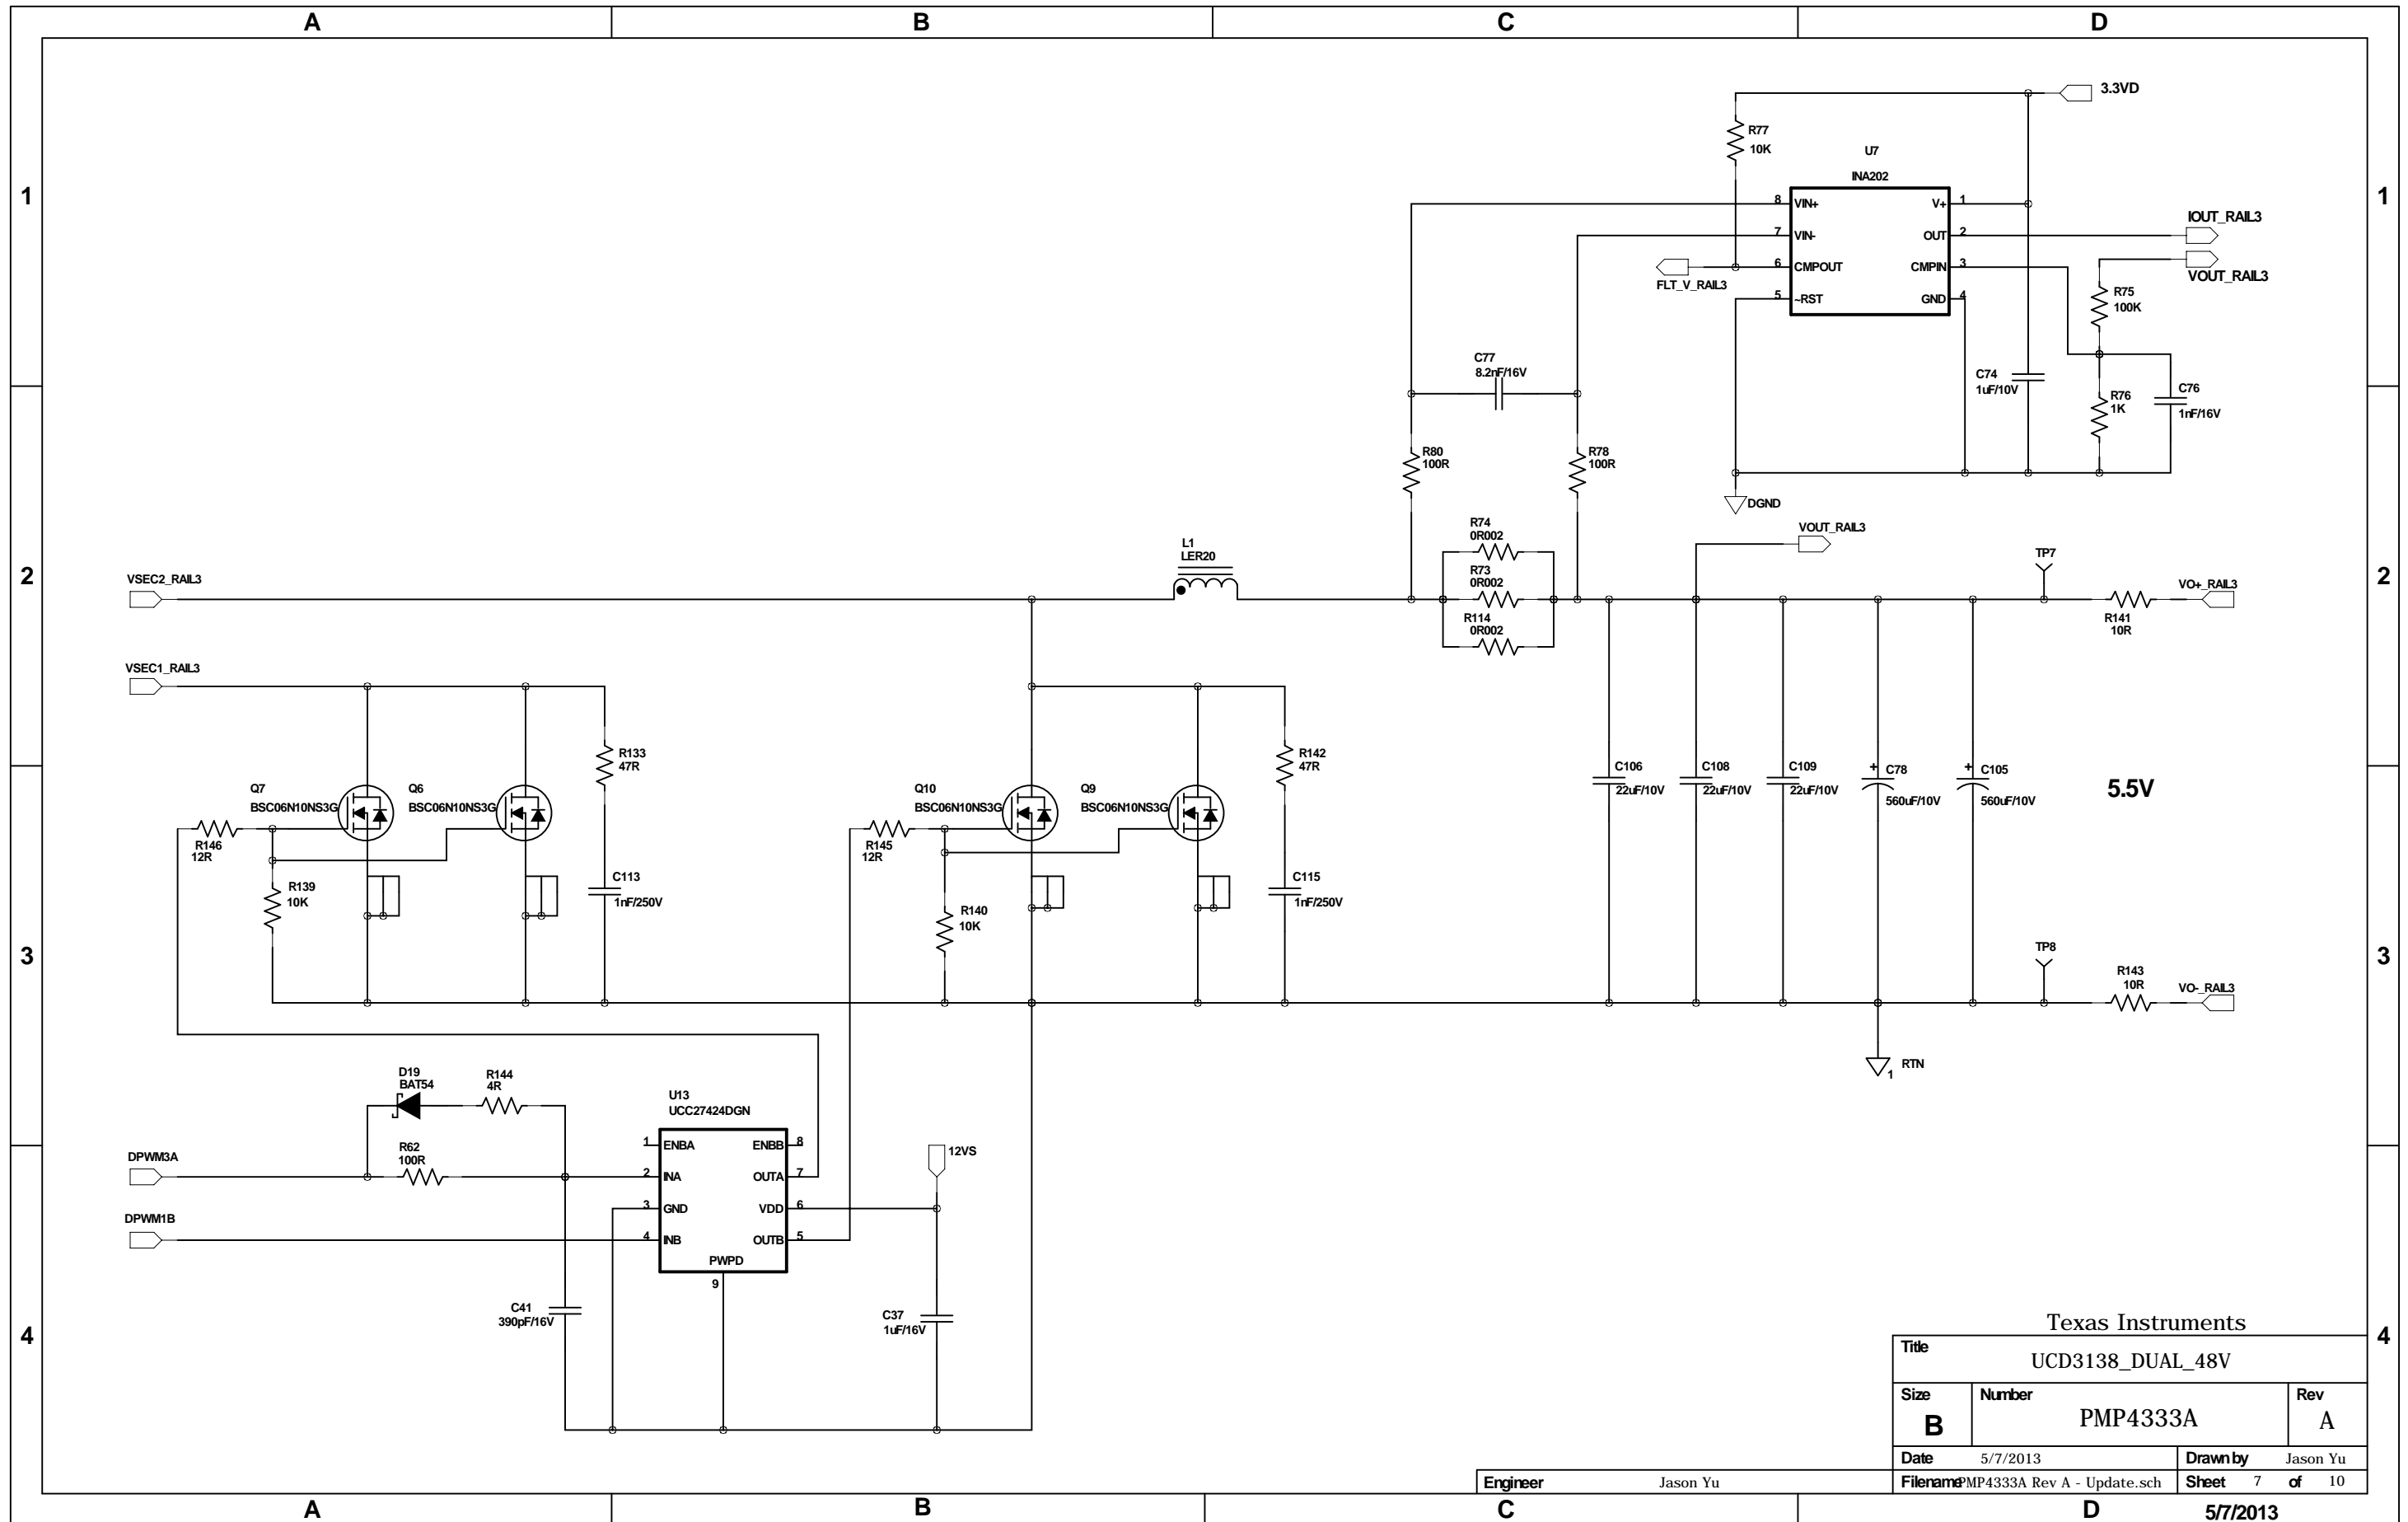 A
B
C
D
3.3VD
R77
10K
U7
INA202
1
1
8
VIN+
V+
1
IOUT_RAIL3
7
VIN-
OUT
2
VOUT_RAIL3
6
CMPOUT
CMPIN
3
FLT_V_RAIL3
5
~RST
GND
4
R75
100K
C77
8.2nF/16V
C74
1uF/10V
R76
1K
C76
1nF/16V
R80
100R
R78
100R
DGND
R74
0R002
VOUT_RAIL3
L1
LER20
TP7
2
2
VSEC2_RAIL3
R73
0R002
VO+_RAIL3
R114
0R002
R141
10R
VSEC1_RAIL3
R133
47R
R142
47R
Q7
BSC06N10NS3G
Q6
BSC06N10NS3G
Q10
BSC06N10NS3G
Q9
BSC06N10NS3G
C106
22uF/10V
C108
22uF/10V
C109
22uF/10V
+
C78
560uF/10V
+
C105
560uF/10V
5.5V
R146
12R
R145
12R
R139
10K
C113
1nF/250V
R140
10K
C115
1nF/250V
3
3
TP8
R143
10R
VO-_RAIL3
1
RTN
D19
BAT54
R144
4R
U13
UCC27424DGN
1
ENBA
ENBB
8
12VS
DPWM3A
R62
100R
2
INA
OUTA
7
3
GND
VDD
6
DPWM1B
4
INB
OUTB
5
PWPD
9
C41
390pF/16V
C37
1uF/16V
4
4
Texas Instruments
Title
UCD3138_DUAL_48V
Size
B
Number
PMP4333A
Rev
A
Date 5/7/2013
Drawn by Jason Yu
Engineer Jason Yu
Filename PMP4333A Rev A - Update.sch
Sheet 7 of 10
A
B
C
D
5/7/2013